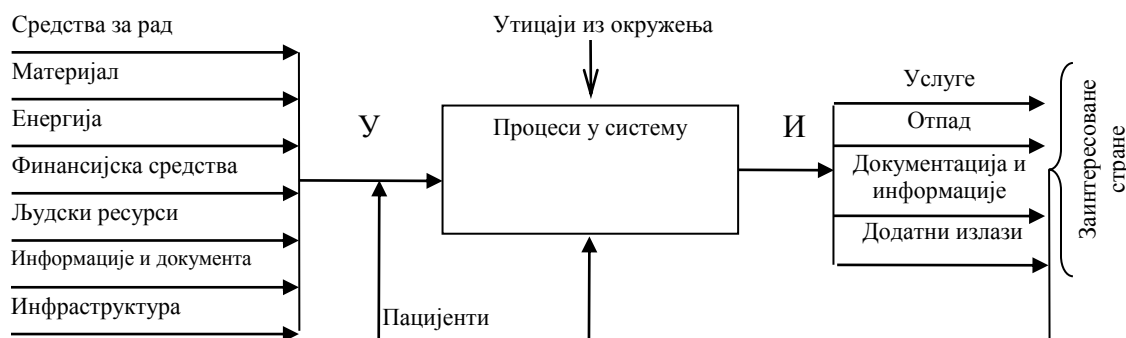 Средства за рад
Материјал
Енергија
Финансијска средства
Људски ресурси
Информације и документа
Инфраструктура
У
Пацијенти
Утицаји из окружења
Процеси у систему
И
Услуге
Отпад
Документација и
информације
Додатни излази
Заинтересоване
стране